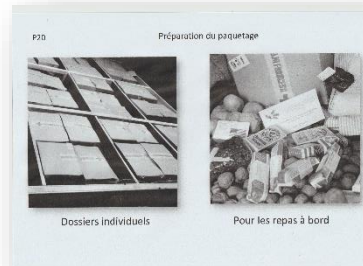 P20
Préparation du paquetage
Dossiers individuels
Pour les repas à bord